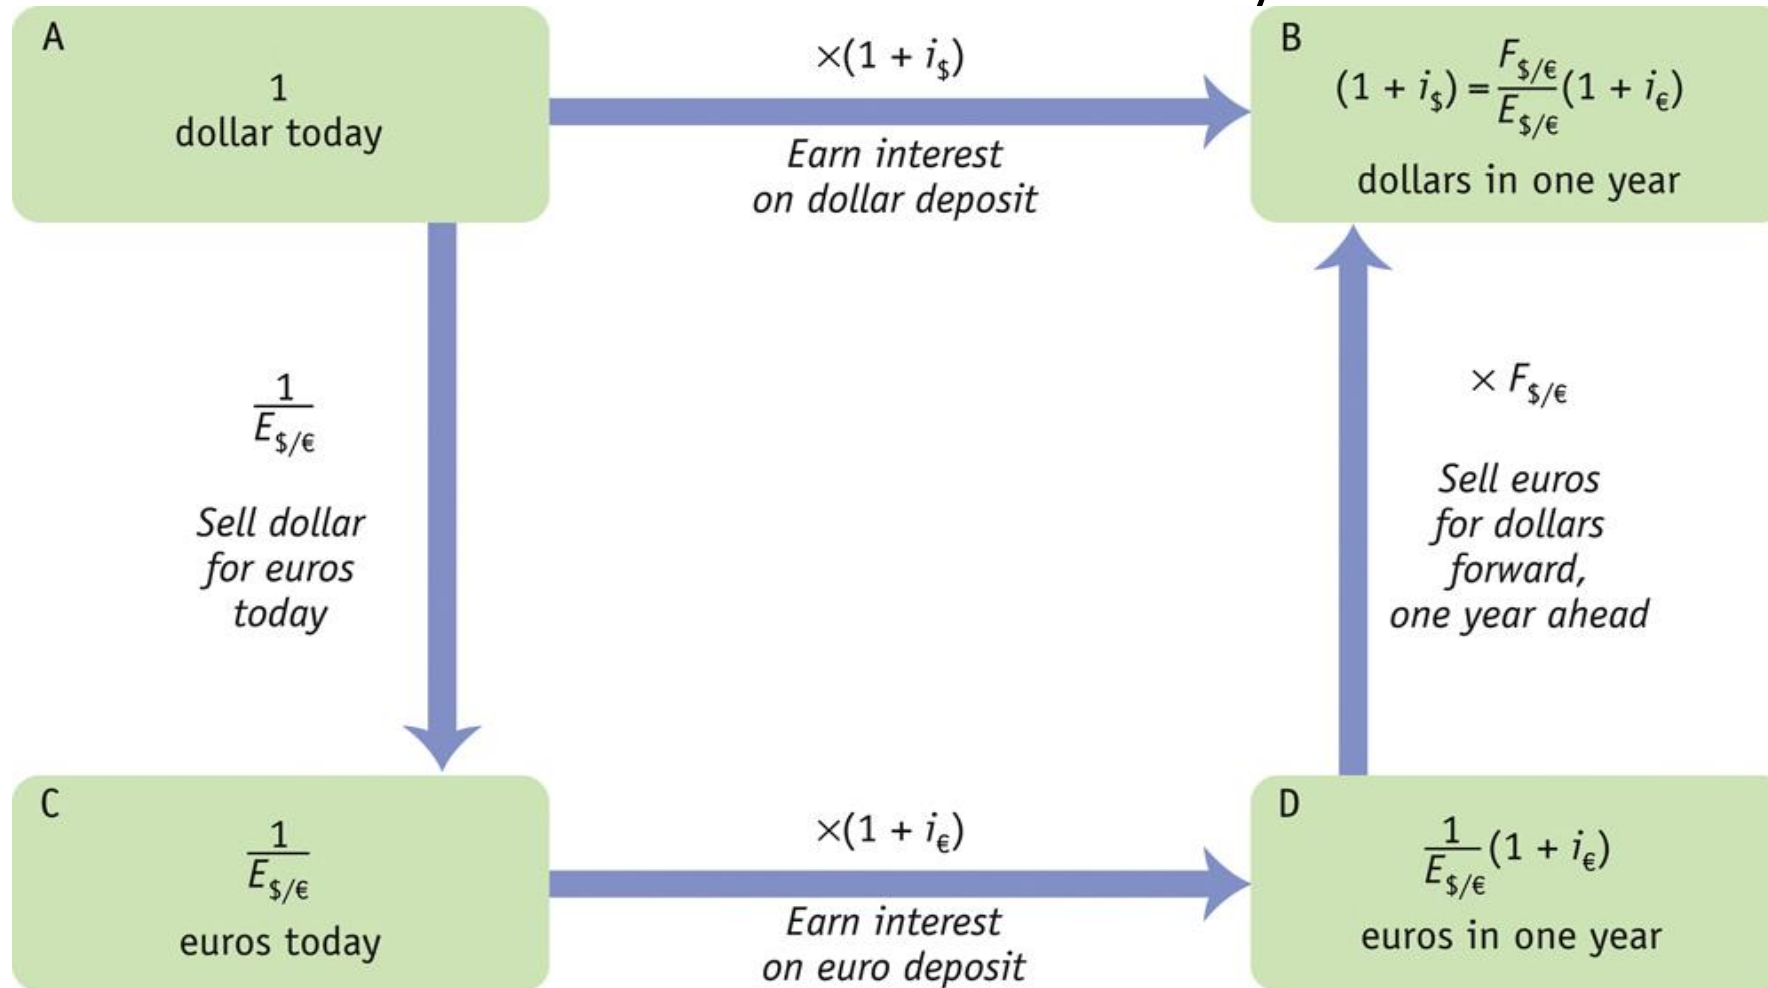 A
1
dollar today
×(1 + i$)
Earn interest
on dollar deposit
B
(1 + i$) = F$/€/E$/€ (1 + i€)
dollars in one year
1/E$/€
Sell dollar
for euros
today
× F$/€
Sell euros
for dollars
forward,
one year ahead
C
1/E$/€
euros today
×(1 + i€)
Earn interest
on euro deposit
D
1/E$/€ (1 + i€)
euros in one year